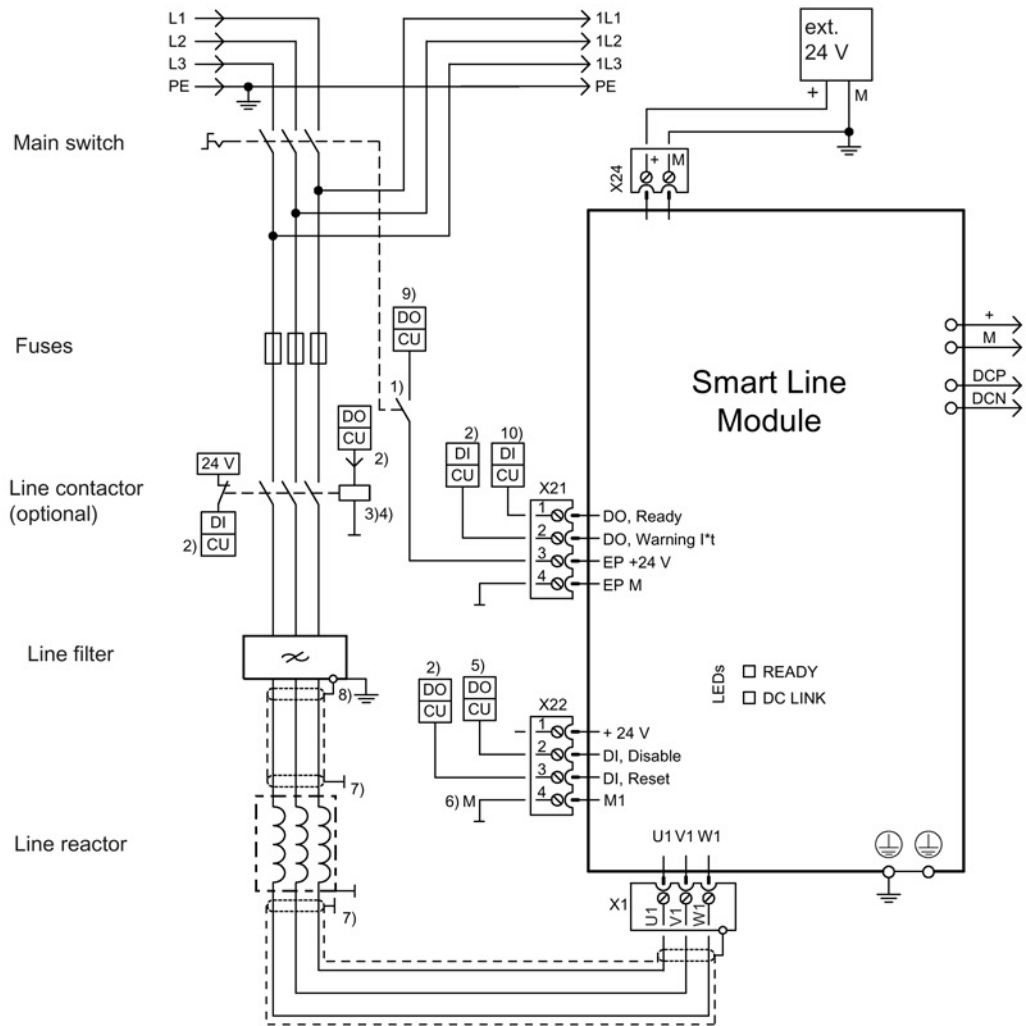 L1 1L1
L2 1L2
L3 1L3
PE PE
ext.
24 V
+ M
Main switch
X24 + M
9)
DO
CU
Fuses
+
M
DCP
DCN
Smart Line
Module
1)
DO
CU
2)
2) 10)
DI DI
CU CU
24 V
Line contactor
(optional)
3)4)
DI
2) CU
X21
1 DO, Ready
2 DO, Warning I*t
3 EP +24 V
4 EP M
Line filter
8)
2) 5)
DO DO
CU CU
LEDs READY
DC LINK
X22
1 + 24 V
2 DI, Disable
3 DI, Reset
6) M 4 M1
7)
Line reactor
7)
U1 V1 W1
X1 U1 V1 W1